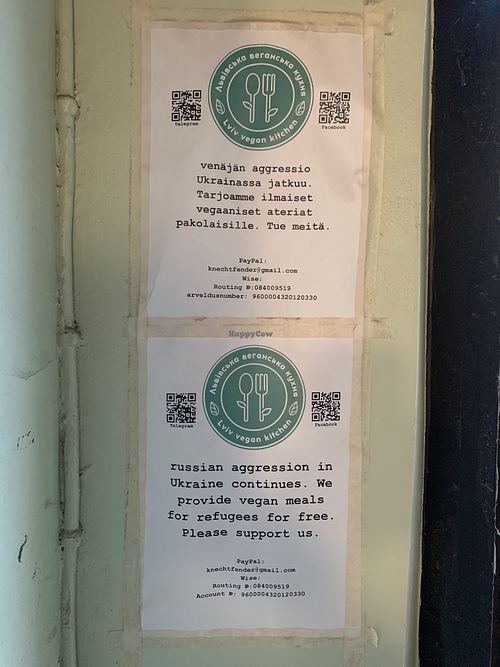 Львівська веганська кухня
Lviv vegan kitchen
Telegram
Facebook
venäjän aggressio
Ukrainassa jatkuu.
Tarjoamme ilmaiset
vegaaniset ateriat
pakolaisille. Tue meitä.
PayPal:
knechtfender@gmail.com
Wise:
Routing №:084009519
arveldusnumber: 9600004320120330
HappyCow
Львівська веганська кухня
Lviv vegan kitchen
Telegram
Facebook
russian aggression in
Ukraine continues. We
provide vegan meals
for refugees for free.
Please support us.
PayPal:
knechtfender@gmail.com
Wise:
Routing №:084009519
Account №: 9600004320120330